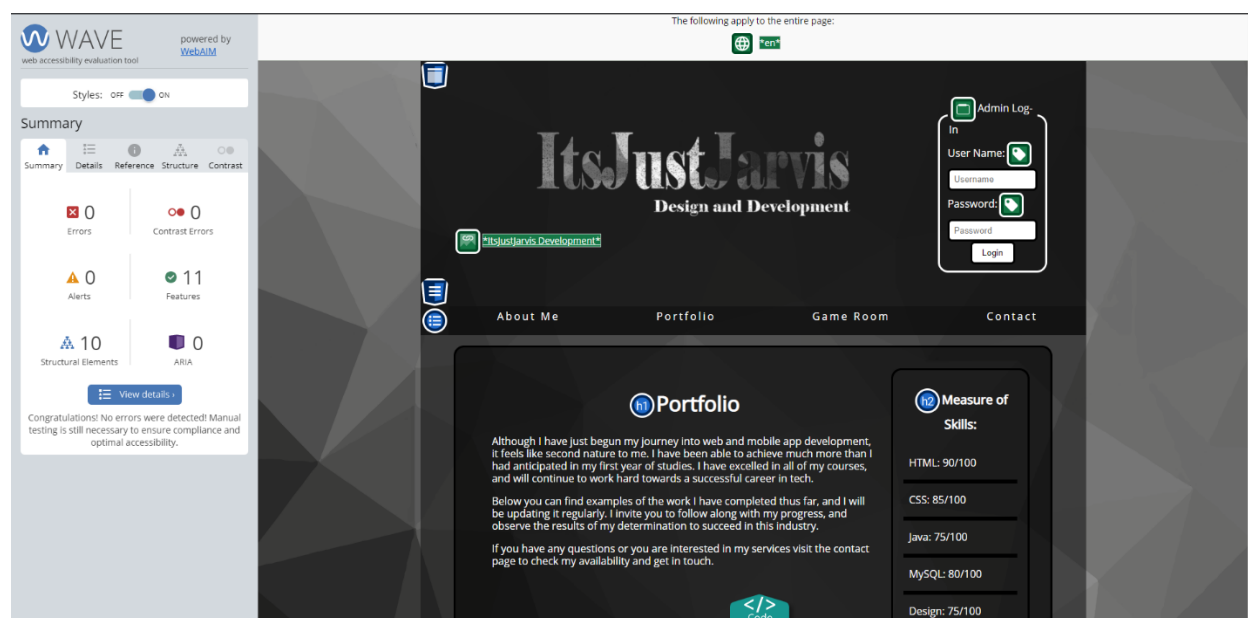 The following apply to the entire page:
*en*
WAVE
web accessibility evaluation tool
powered by
WebAIM
Styles: OFF ON
Summary
Summary Details Reference Structure Contrast
0 0
Errors Contrast Errors
0 11
Alerts Features
10 0
Structural Elements ARIA
View details ›
Congratulations! No errors were detected! Manual
testing is still necessary to ensure compliance and
optimal accessibility.
ItsJustJarvis
Design and Development
*ItsJustJarvis Development*
Admin Log-
In
User Name:
Username
Password:
Password
Login
About Me Portfolio Game Room Contact
h1 Portfolio
Although I have just begun my journey into web and mobile app development,
it feels like second nature to me. I have been able to achieve much more than I
had anticipated in my first year of studies. I have excelled in all of my courses,
and will continue to work hard towards a successful career in tech.
Below you can find examples of the work I have completed thus far, and I will
be updating it regularly. I invite you to follow along with my progress, and
observe the results of my determination to succeed in this industry.
If you have any questions or you are interested in my services visit the contact
page to check my availability and get in touch.
</>
Code
h2 Measure of
Skills:
HTML: 90/100
CSS: 85/100
Java: 75/100
MySQL: 80/100
Design: 75/100